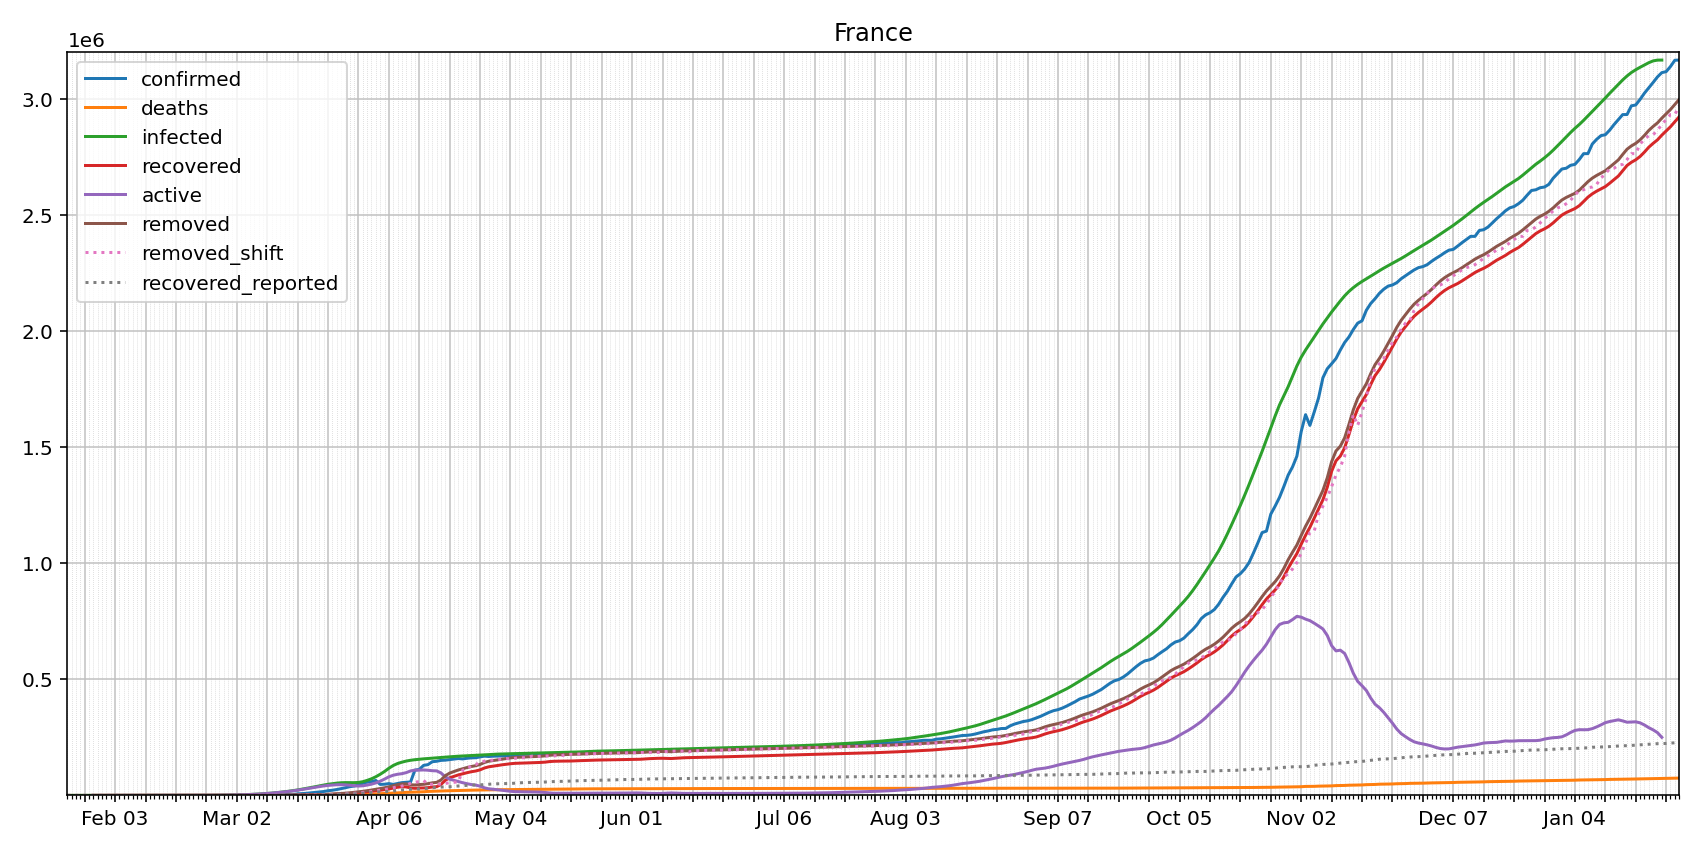 France
1e6
confirmed
deaths
infected
recovered
active
removed
removed_shift
recovered_reported
3.0
2.5
2.0
1.5
1.0
0.5
Feb 03 Mar 02 Apr 06 May 04 Jun 01 Jul 06 Aug 03 Sep 07 Oct 05 Nov 02 Dec 07 Jan 04